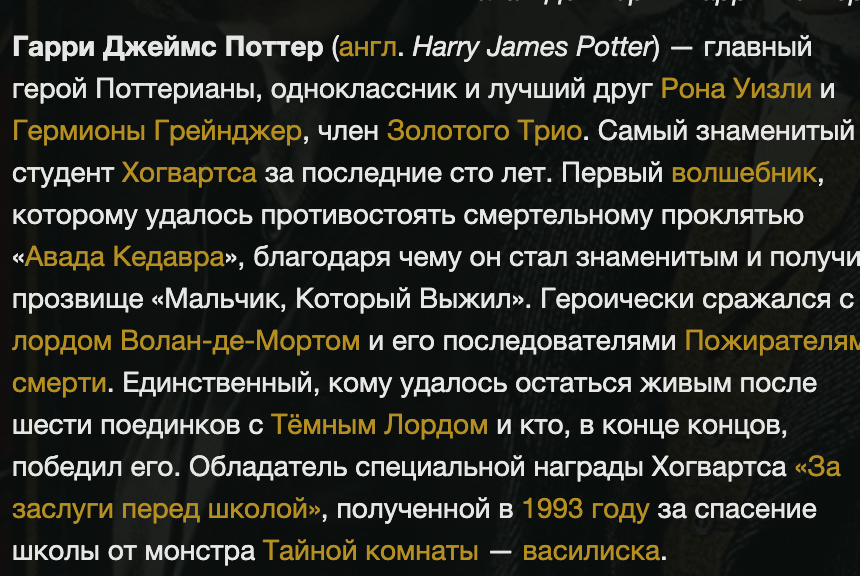 Гарри Джеймс Поттер (англ. Harry James Potter) — главный
герой Поттерианы, одноклассник и лучший друг Рона Уизли и
Гермионы Грейнджер, член Золотого Трио. Самый знаменитый
студент Хогвартса за последние сто лет. Первый волшебник,
которому удалось противостоять смертельному проклятью
«Авада Кедавра», благодаря чему он стал знаменитым и получи
прозвище «Мальчик, Который Выжил». Героически сражался с
лордом Волан-де-Мортом и его последователями Пожирателям
смерти. Единственный, кому удалось остаться живым после
шести поединков с Тёмным Лордом и кто, в конце концов,
победил его. Обладатель специальной награды Хогвартса «За
заслуги перед школой», полученной в 1993 году за спасение
школы от монстра Тайной комнаты — василиска.